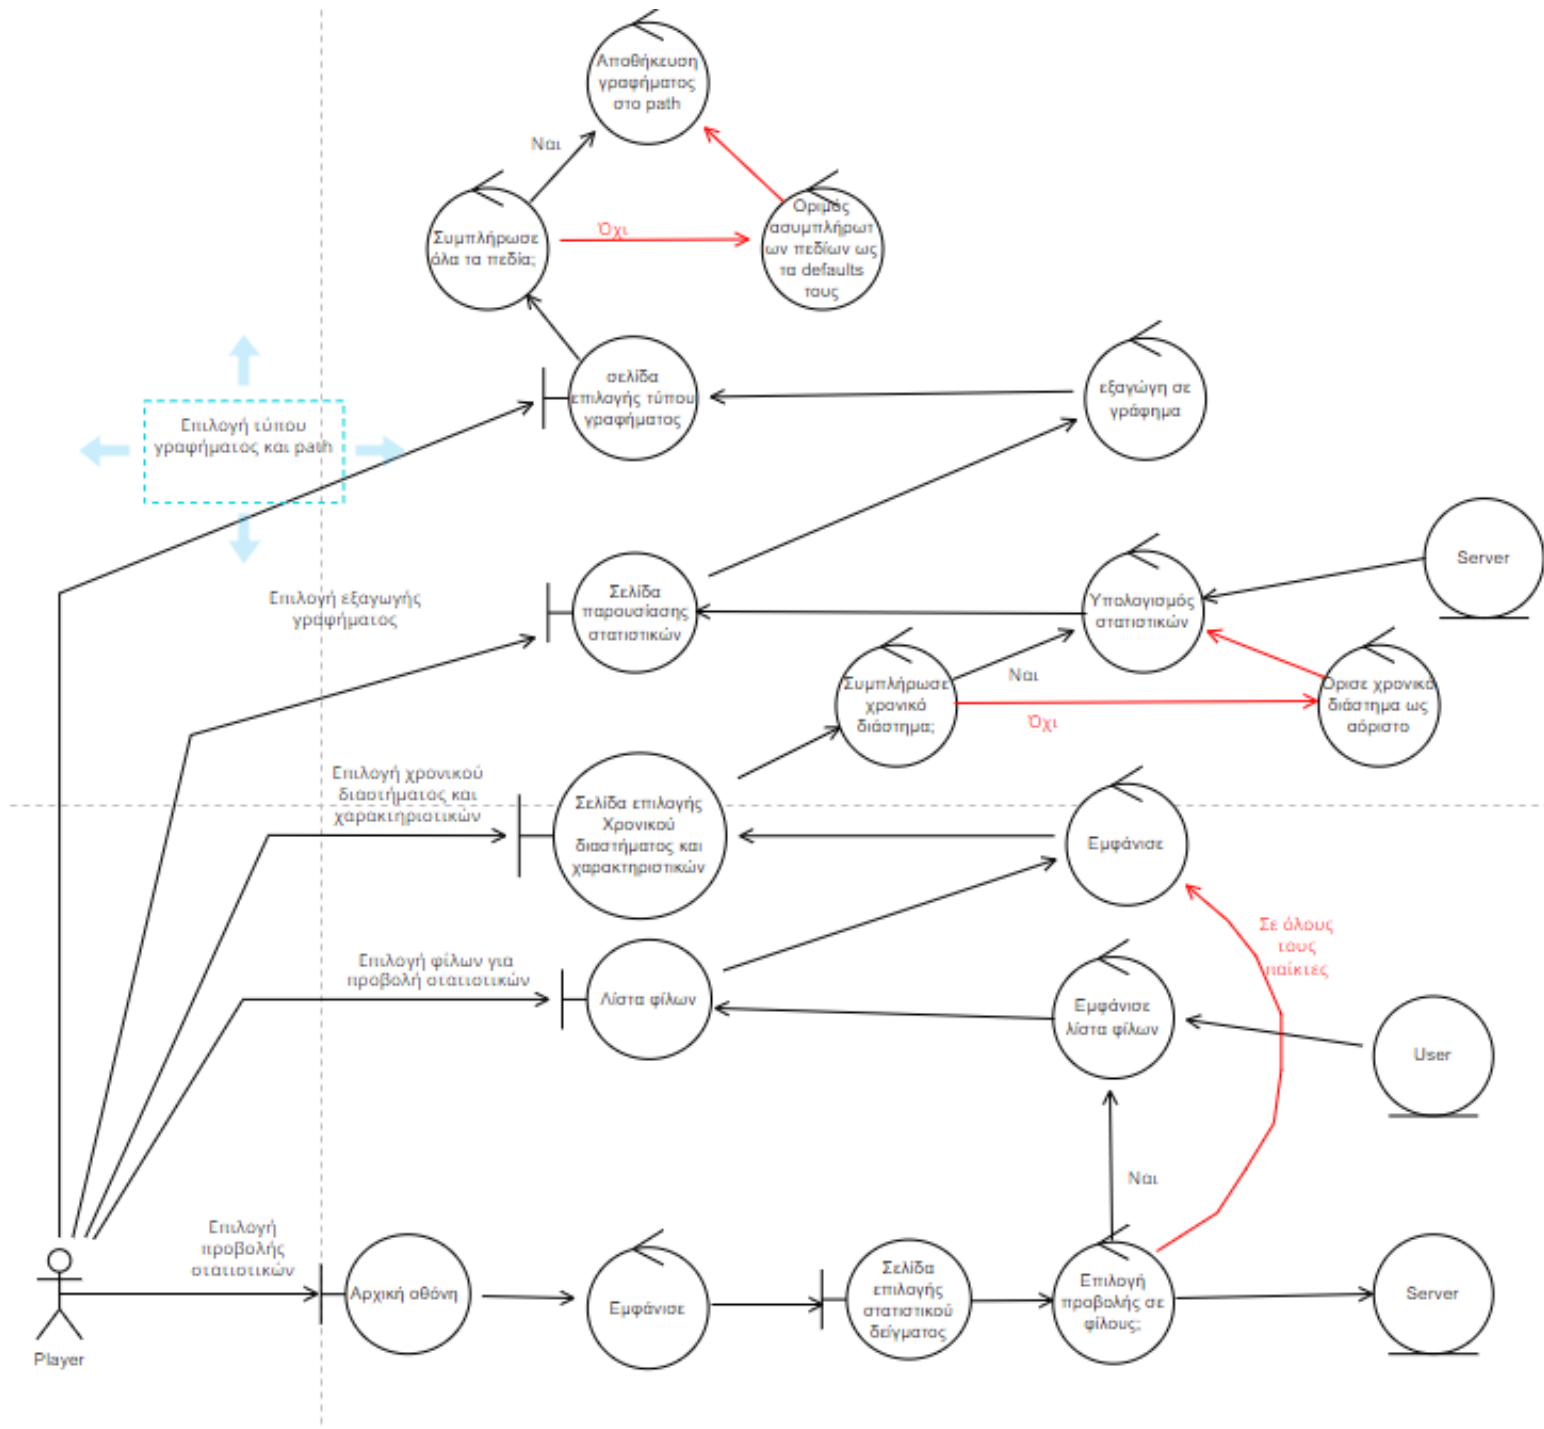 Αποθήκευση
γραφήματος
στο path
Ναι
Συμπλήρωσε
όλα τα πεδία;
Όχι
Οριμός
ασυμπλήρωτ
ων πεδίων ως
τα defaults
τους
σελίδα
επιλογής τύπου
γραφήματος
εξαγώγη σε
γράφημα
Επιλογή τύπου
γραφήματος και path
Επιλογή εξαγωγής
γραφήματος
Σελίδα
παρουσίασης
στατιστικών
Υπολογισμός
στατιστικών
Server
Συμπλήρωσε
χρονικό
διάστημα;
Ναι
Όχι
Όρισε χρονικό
διάστημα ως
αόριστο
Επιλογή χρονικού
διαστήματος και
χαρακτηριστικών
Σελίδα επιλογής
Χρονικού
διαστήματος και
χαρακτηριστικών
Εμφάνισε
Σε όλους
τους
παίκτες
Επιλογή φίλων για
προβολή στατιστικών
Λίστα φίλων
Εμφάνισε
λίστα φίλων
User
Ναι
Επιλογή
προβολής
στατιστικών
Player
Αρχική οθόνη
Εμφάνισε
Σελίδα
επιλογής
στατιστικού
δείγματος
Επιλογή
προβολής σε
φίλους;
Server